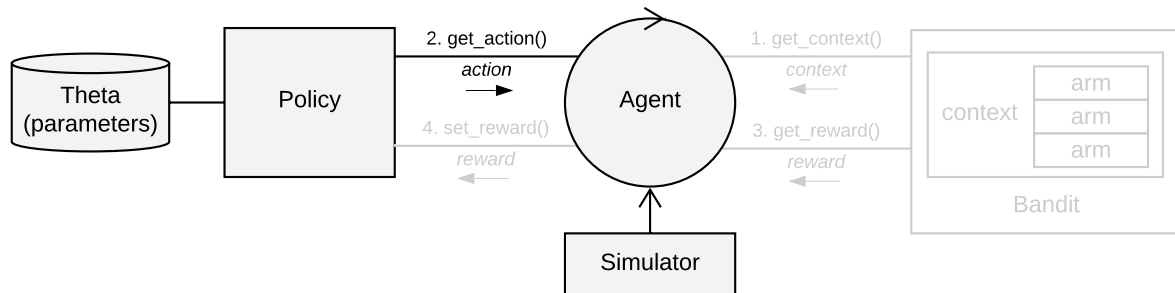 2. get_action()
action
1. get_context()
context
Theta
(parameters)
Policy
Agent
context
arm
arm
arm
4. set_reward()
reward
3. get_reward()
reward
Bandit
Simulator